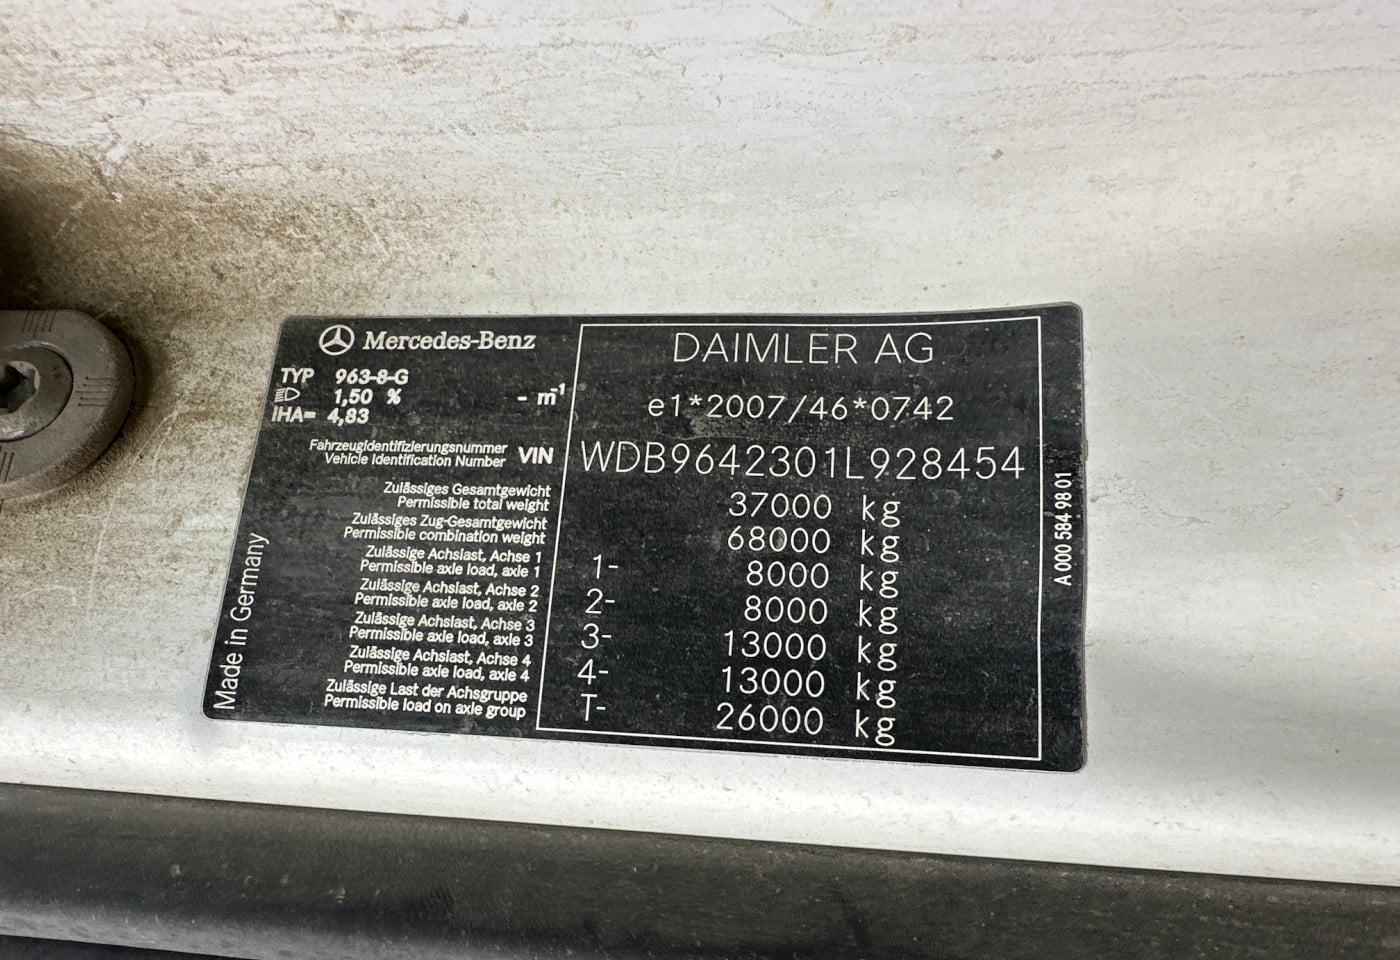 Mercedes-Benz
TYP 963-8-G
1,50 % - m⁻¹
IHA= 4,83
DAIMLER AG
e1*2007/46*0742
Fahrzeugidentifizierungsnummer
Vehicle Identification Number VIN WDB9642301L928454
Zulässiges Gesamtgewicht
Permissible total weight 37000 kg
Zulässiges Zug-Gesamtgewicht
Permissible combination weight 68000 kg
Zulässige Achslast, Achse 1
Permissible axle load, axle 1 1- 8000 kg
Zulässige Achslast, Achse 2
Permissible axle load, axle 2 2- 8000 kg
Zulässige Achslast, Achse 3
Permissible axle load, axle 3 3- 13000 kg
Zulässige Achslast, Achse 4
Permissible axle load, axle 4 4- 13000 kg
Zulässige Last der Achsgruppe
Permissible load on axle group T- 26000 kg
Made in Germany
A 000 584 98 01